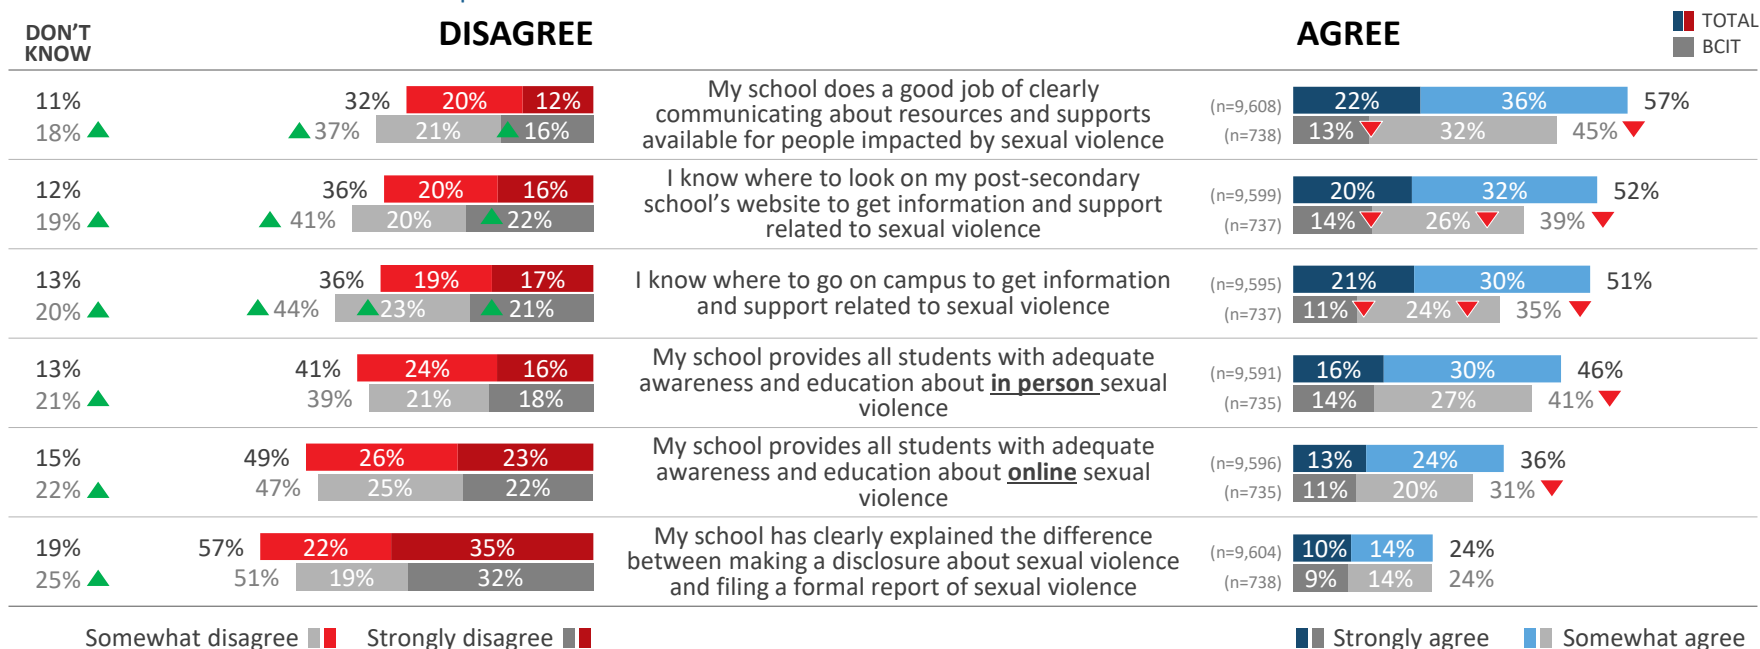 DON'T
KNOW
DISAGREE
AGREE
TOTAL
BCIT
11%
32% 20% 12%
My school does a good job of clearly
communicating about resources and supports
available for people impacted by sexual violence
(n=9,608) 22% 36% 57%
18% 37% 21% 16%
(n=738) 13% 32% 45%
12%
36% 20% 16%
I know where to look on my post-secondary
school's website to get information and support
related to sexual violence
(n=9,599) 20% 32% 52%
19% 41% 20% 22%
(n=737) 14% 26% 39%
13%
36% 19% 17%
I know where to go on campus to get information
and support related to sexual violence
(n=9,595) 21% 30% 51%
20% 44% 23% 21%
(n=737) 11% 24% 35%
13%
41% 24% 16%
My school provides all students with adequate
awareness and education about in person sexual
violence
(n=9,591) 16% 30% 46%
21% 39% 21% 18%
(n=735) 14% 27% 41%
15%
49% 26% 23%
My school provides all students with adequate
awareness and education about online sexual
violence
(n=9,596) 13% 24% 36%
22% 47% 25% 22%
(n=735) 11% 20% 31%
19%
57% 22% 35%
My school has clearly explained the difference
between making a disclosure about sexual violence
and filing a formal report of sexual violence
(n=9,604) 10% 14% 24%
25% 51% 19% 32%
(n=738) 9% 14% 24%
Somewhat disagree Strongly disagree
Strongly agree Somewhat agree